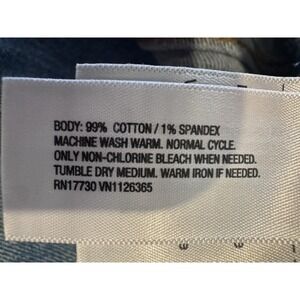 BODY: 99% COTTON / 1% SPANDEX
MACHINE WASH WARM. NORMAL CYCLE.
ONLY NON-CHLORINE BLEACH WHEN NEEDED.
TUMBLE DRY MEDIUM. WARM IRON IF NEEDED.
RN17730 VN1126365